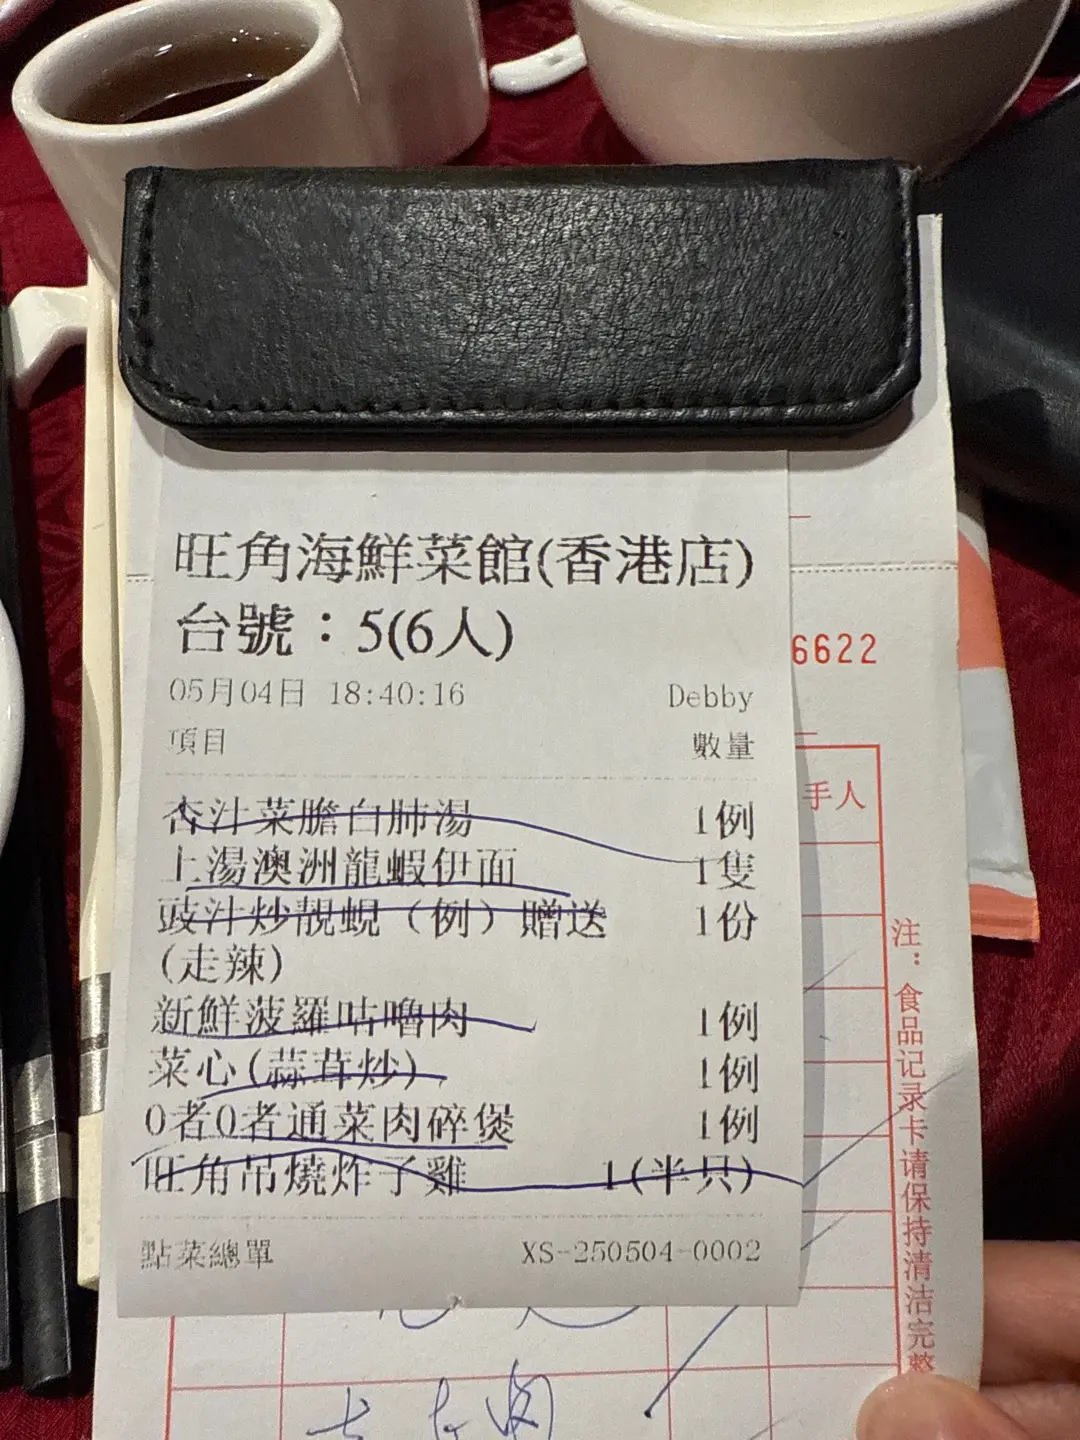 旺角海鮮菜館(香港店)
台號：5(6人)
6622
05月04日 18:40:16 Debby
項目 數量
手人
杏汁菜膽白肺湯 1例
上湯澳洲龍蝦伊面 1隻
豉汁炒靚蜆（例）贈送 1份
(走辣)
新鮮菠羅咕嚕肉 1例
菜心(蒜茸炒) 1例
0者0者通菜肉碎煲 1例
旺角吊燒炸子雞 1(半只)
點菜總單 XS-250504-0002
注：食品记录卡请保持清洁完整